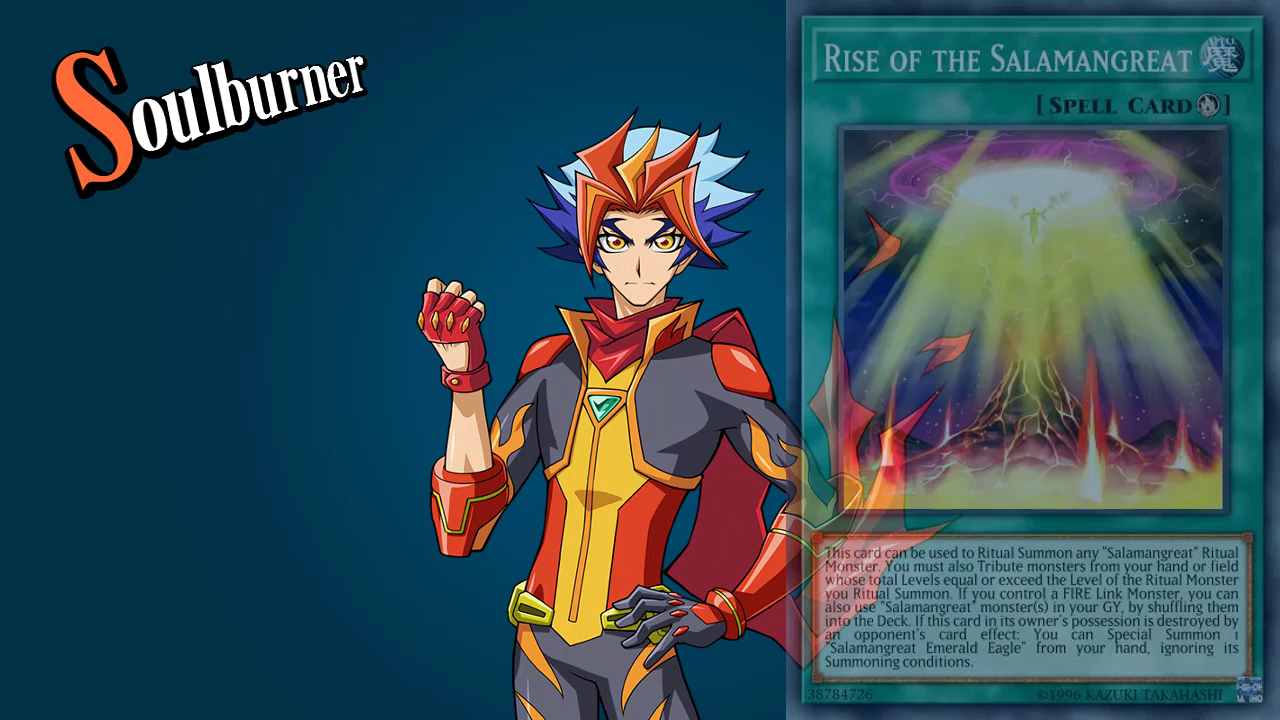 Soulburner
RISE OF THE SALAMANGREAT
SPELL
魔
[SPELL CARD]
This card can be used to Ritual Summon any "Salamangreat" Ritual
Monster. You must also Tribute monsters from your hand or field
whose total Levels equal or exceed the Level of the Ritual Monster
you Ritual Summon. If you control a FIRE Link Monster, you can
also use "Salamangreat" monster(s) in your GY, by shuffling them
into the Deck. If this card in its owner's possession is destroyed by
an opponent's card effect: You can Special Summon 1
"Salamangreat Emerald Eagle" from your hand, ignoring its
Summoning conditions.
38784726
©1996 KAZUKI TAKAHASHI